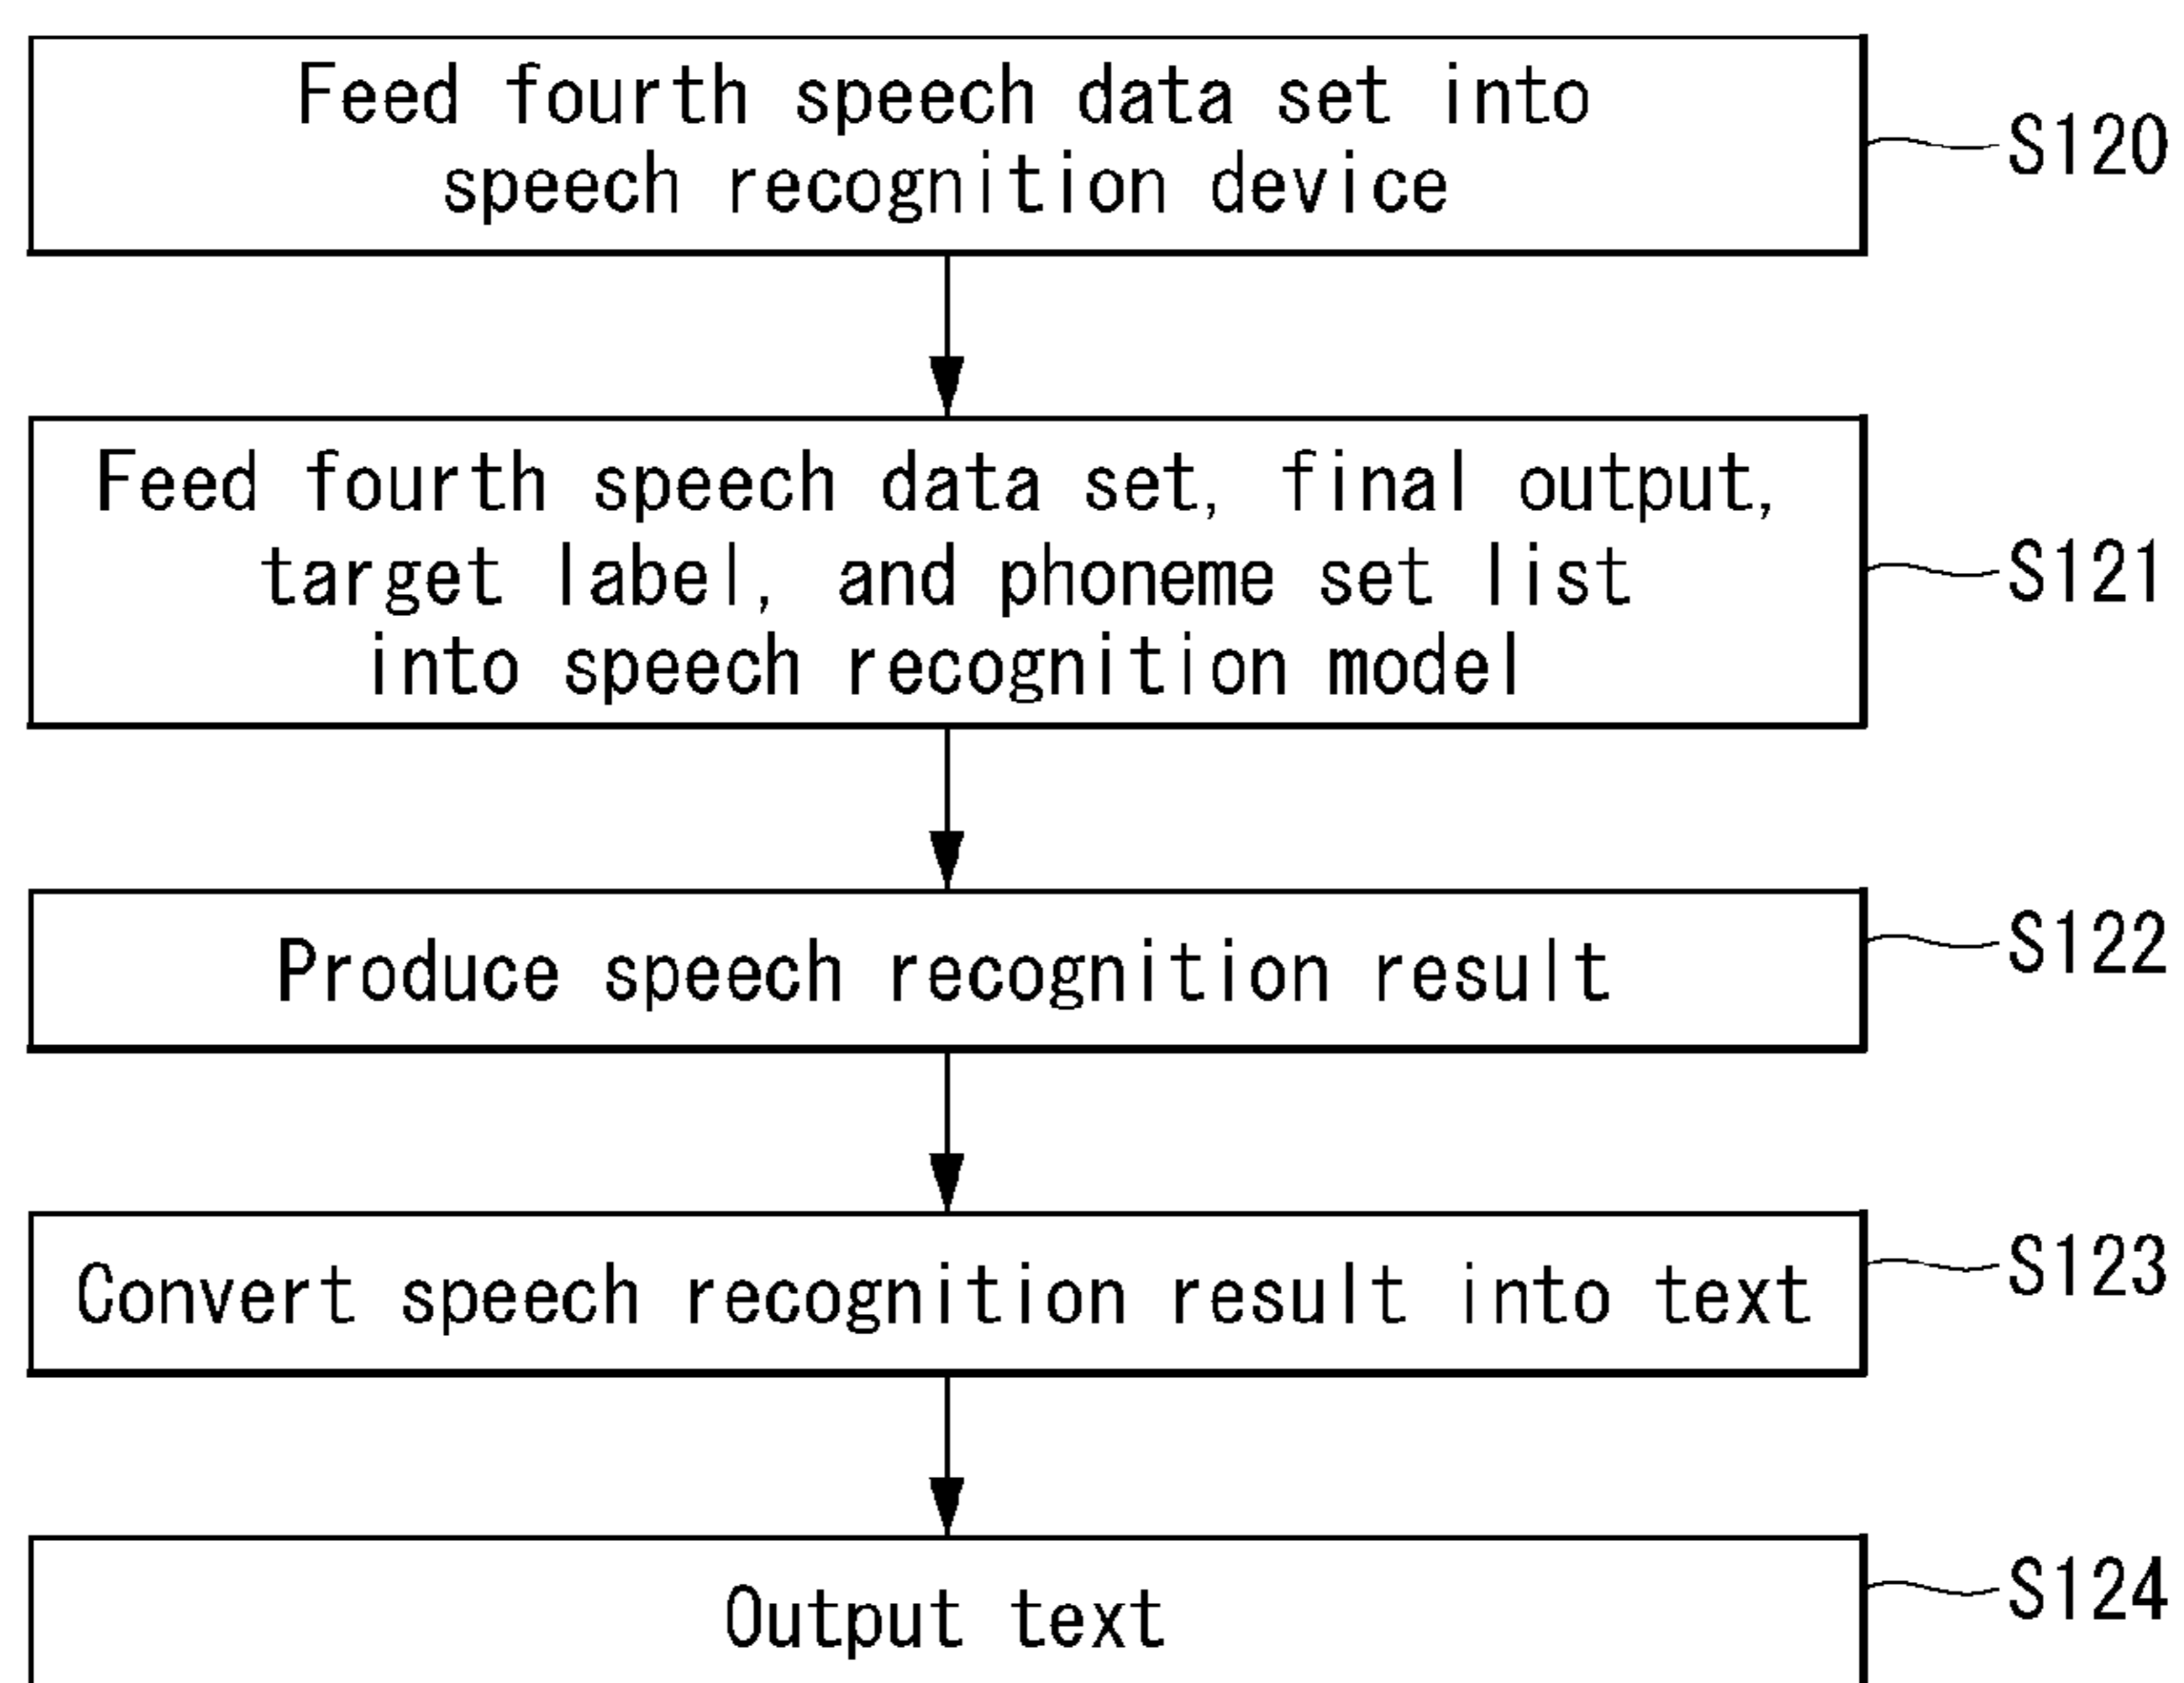 Feed fourth speech data set into
speech recognition device
S120
Feed fourth speech data set, final output,
target label, and phoneme set list
into speech recognition model
S121
Produce speech recognition result
S122
Convert speech recognition result into text
S123
Output text
S124